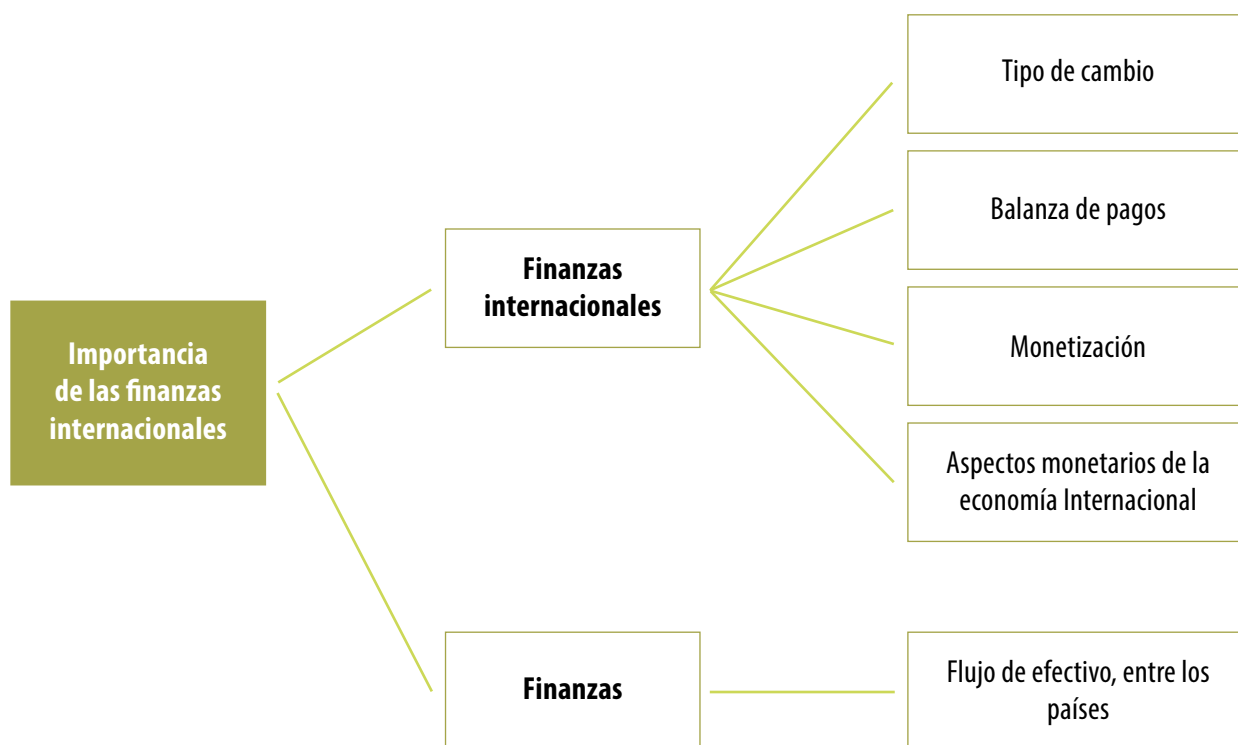 Importancia
de las finanzas
internacionales
Finanzas
internacionales
Tipo de cambio
Balanza de pagos
Monetización
Aspectos monetarios de la
economía Internacional
Finanzas
Flujo de efectivo, entre los
países